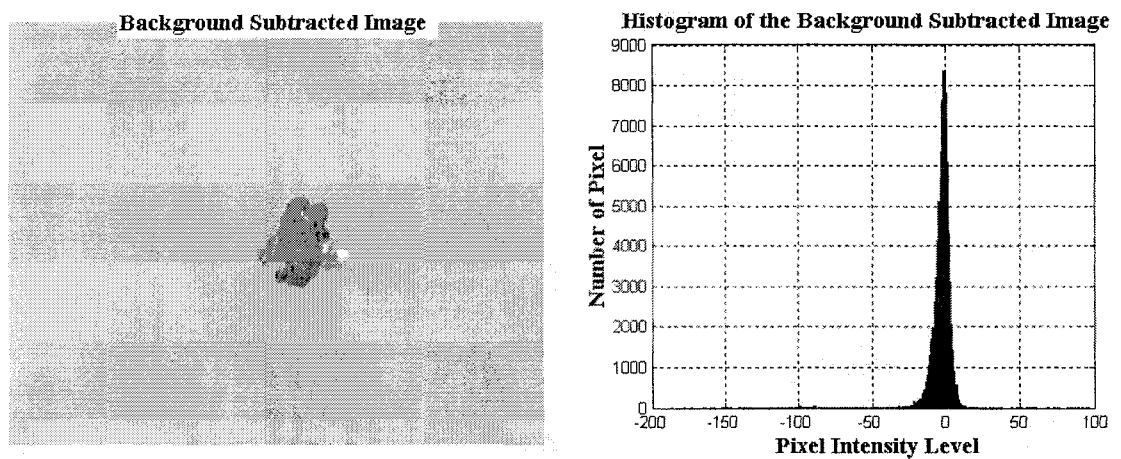 Background Subtracted Image
Histogram of the Background Subtracted Image
Number of Pixel
9000
8000
7000
6000
5000
4000
3000
2000
1000
0
-200 -150 -100 -50 0 50 100
Pixel Intensity Level